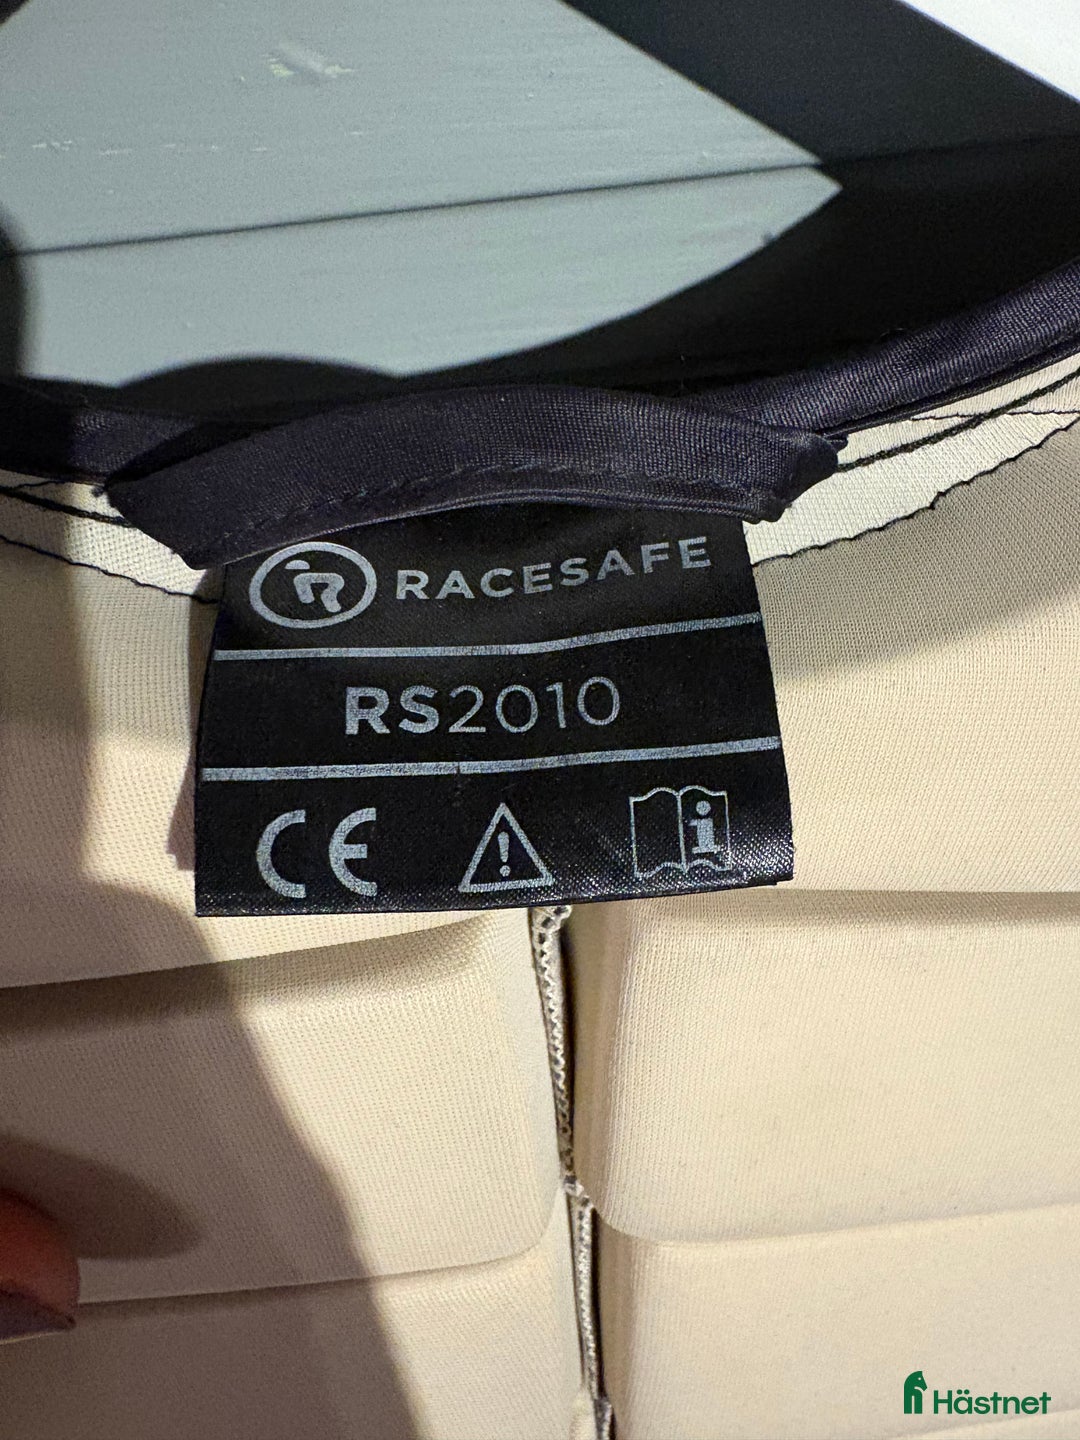 RACESAFE
RS2010
CE
Hästnet